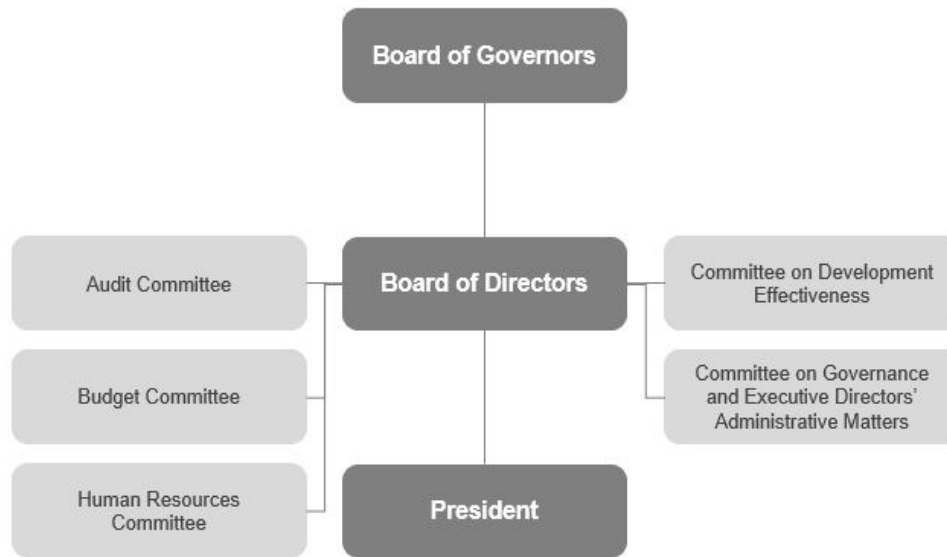 Board of Governors
Audit Committee
Board of Directors
Committee on Development
Effectiveness
Budget Committee
Committee on Governance
and Executive Directors’
Administrative Matters
Human Resources
Committee
President